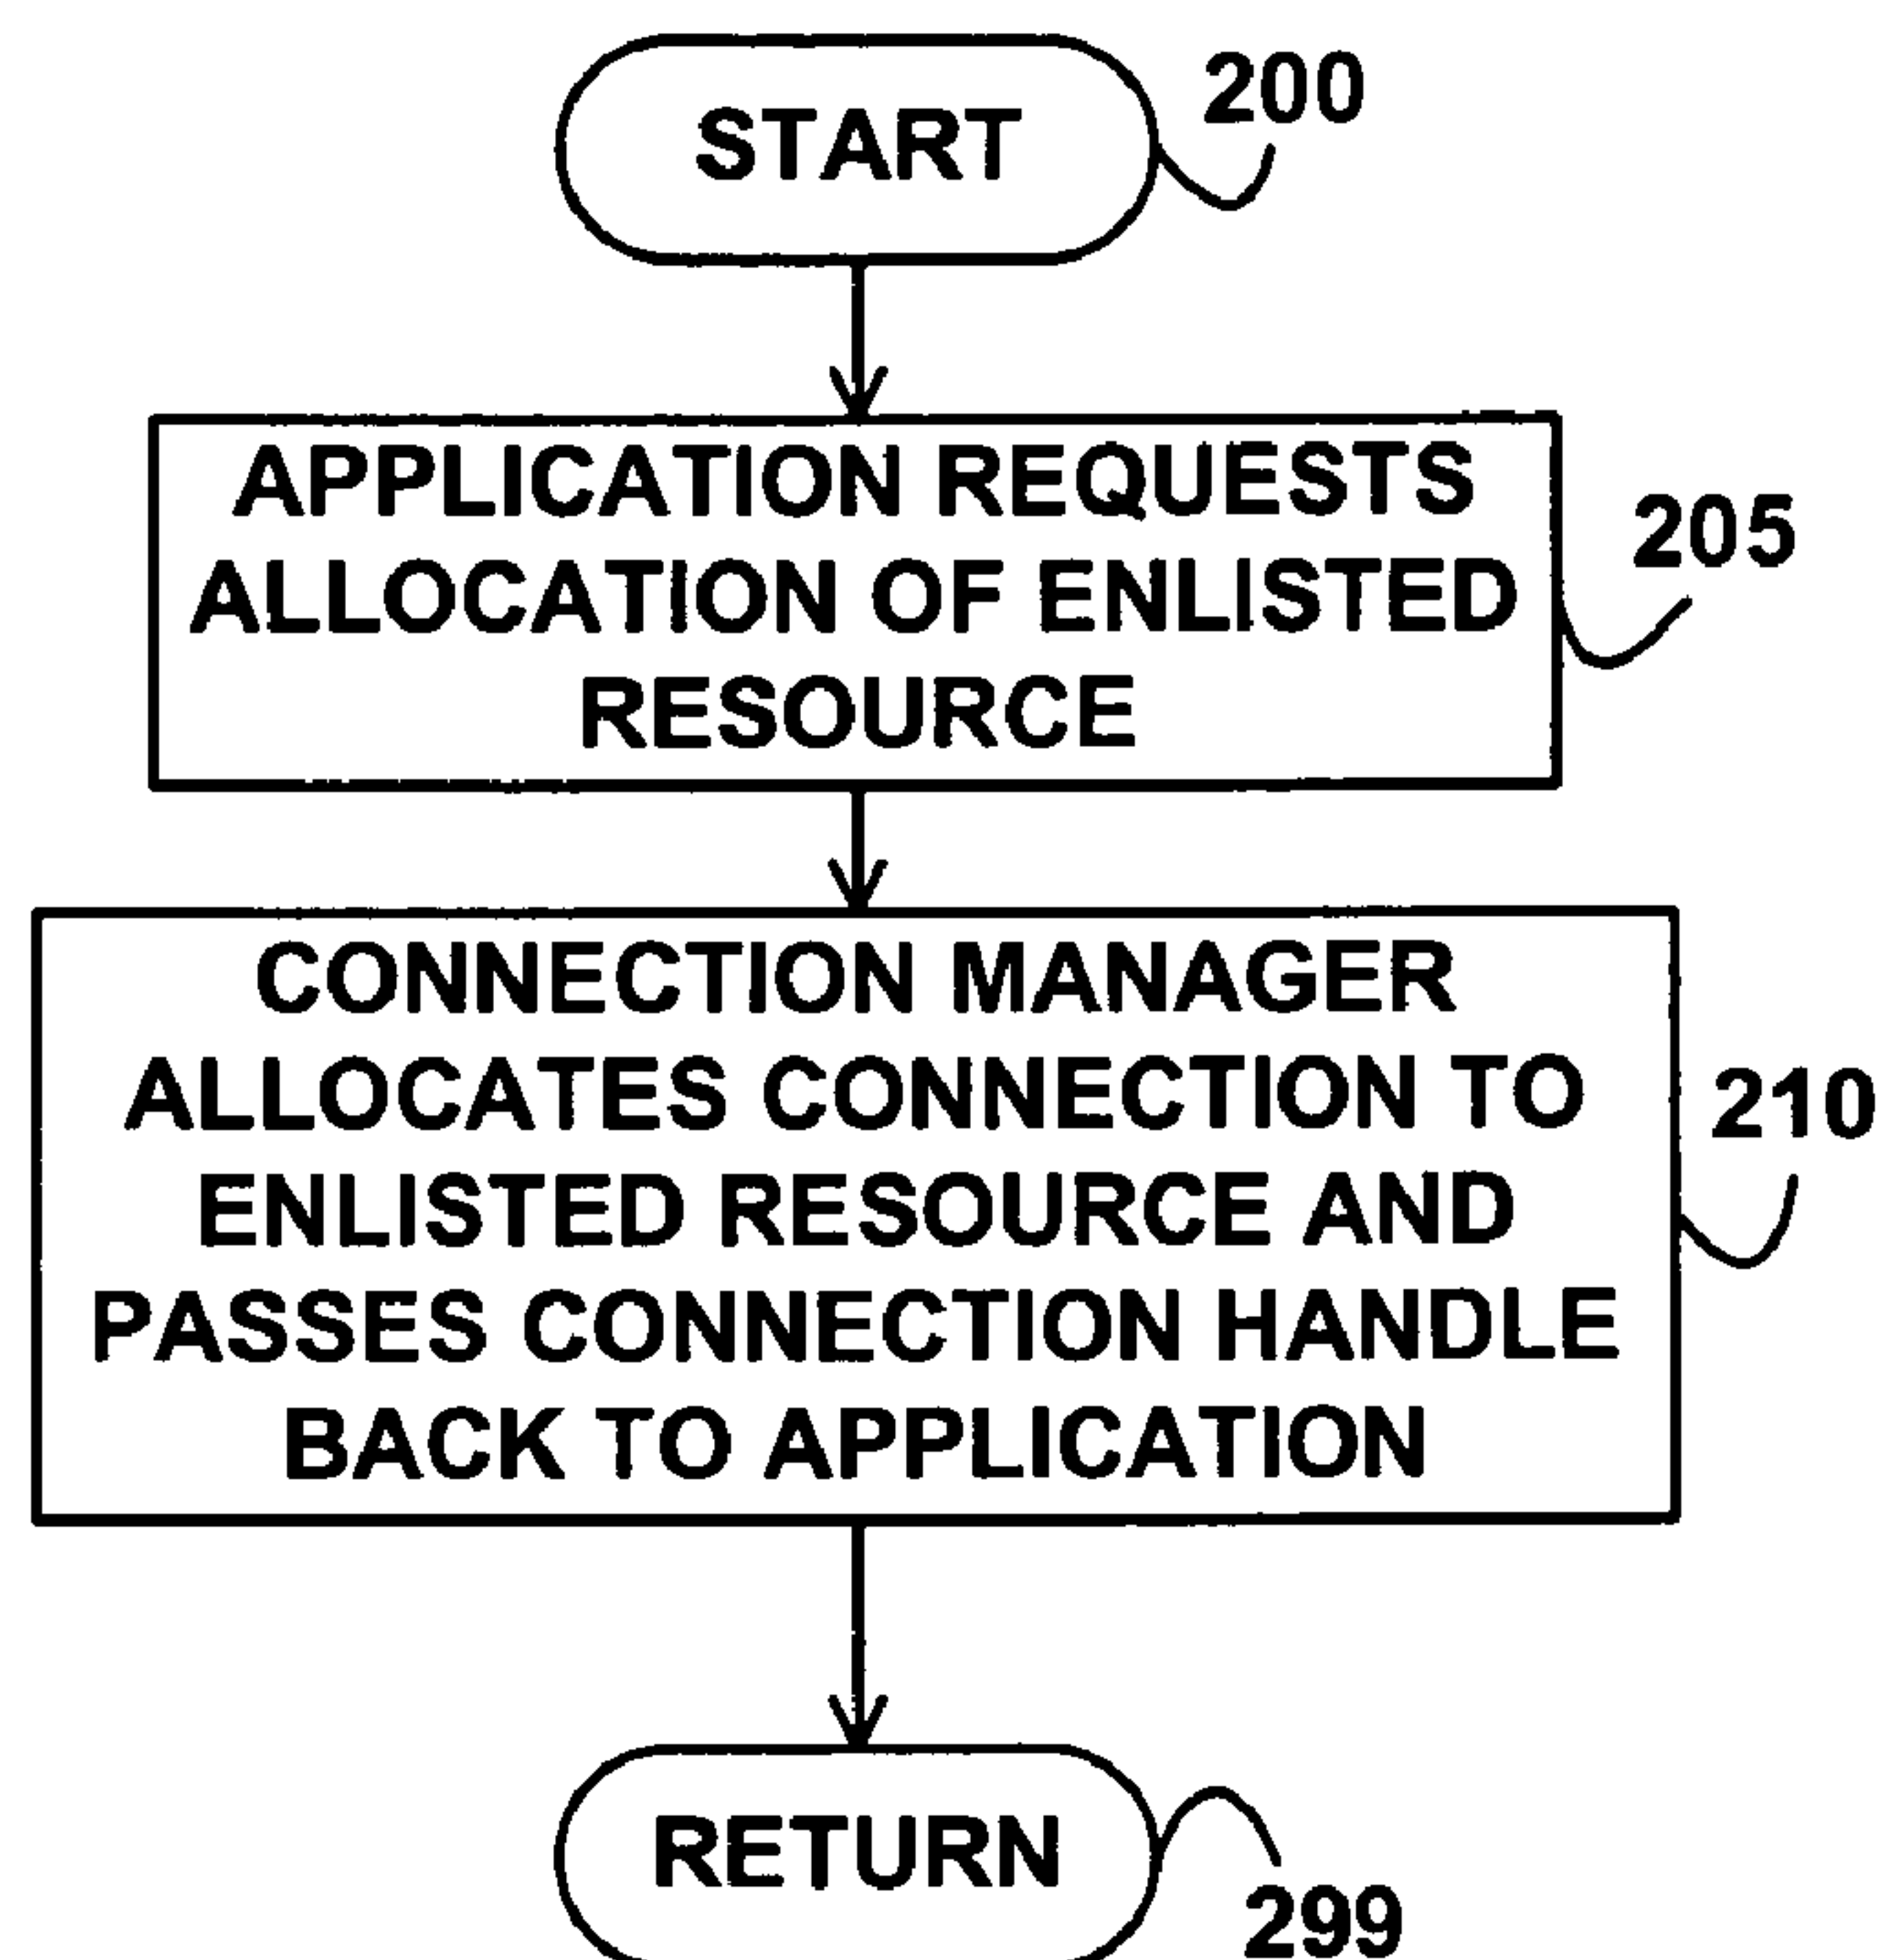 START
200
APPLICATION REQUESTS
ALLOCATION OF ENLISTED
RESOURCE
205
CONNECTION MANAGER
ALLOCATES CONNECTION TO
ENLISTED RESOURCE AND
PASSES CONNECTION HANDLE
BACK TO APPLICATION
210
RETURN
299